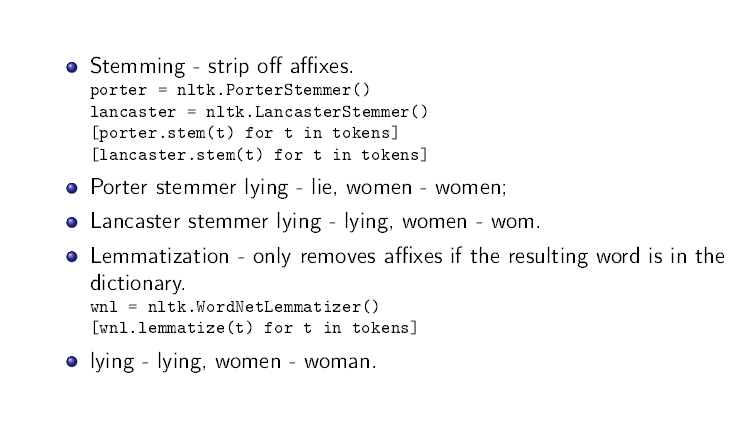 Stemming - strip off affixes.
porter = nltk.PorterStemmer()
lancaster = nltk.LancasterStemmer()
[porter.stem(t) for t in tokens]
[lancaster.stem(t) for t in tokens]
Porter stemmer lying - lie, women - women;
Lancaster stemmer lying - lying, women - wom.
Lemmatization - only removes affixes if the resulting word is in the
dictionary.
wnl = nltk.WordNetLemmatizer()
[wnl.lemmatize(t) for t in tokens]
lying - lying, women - woman.